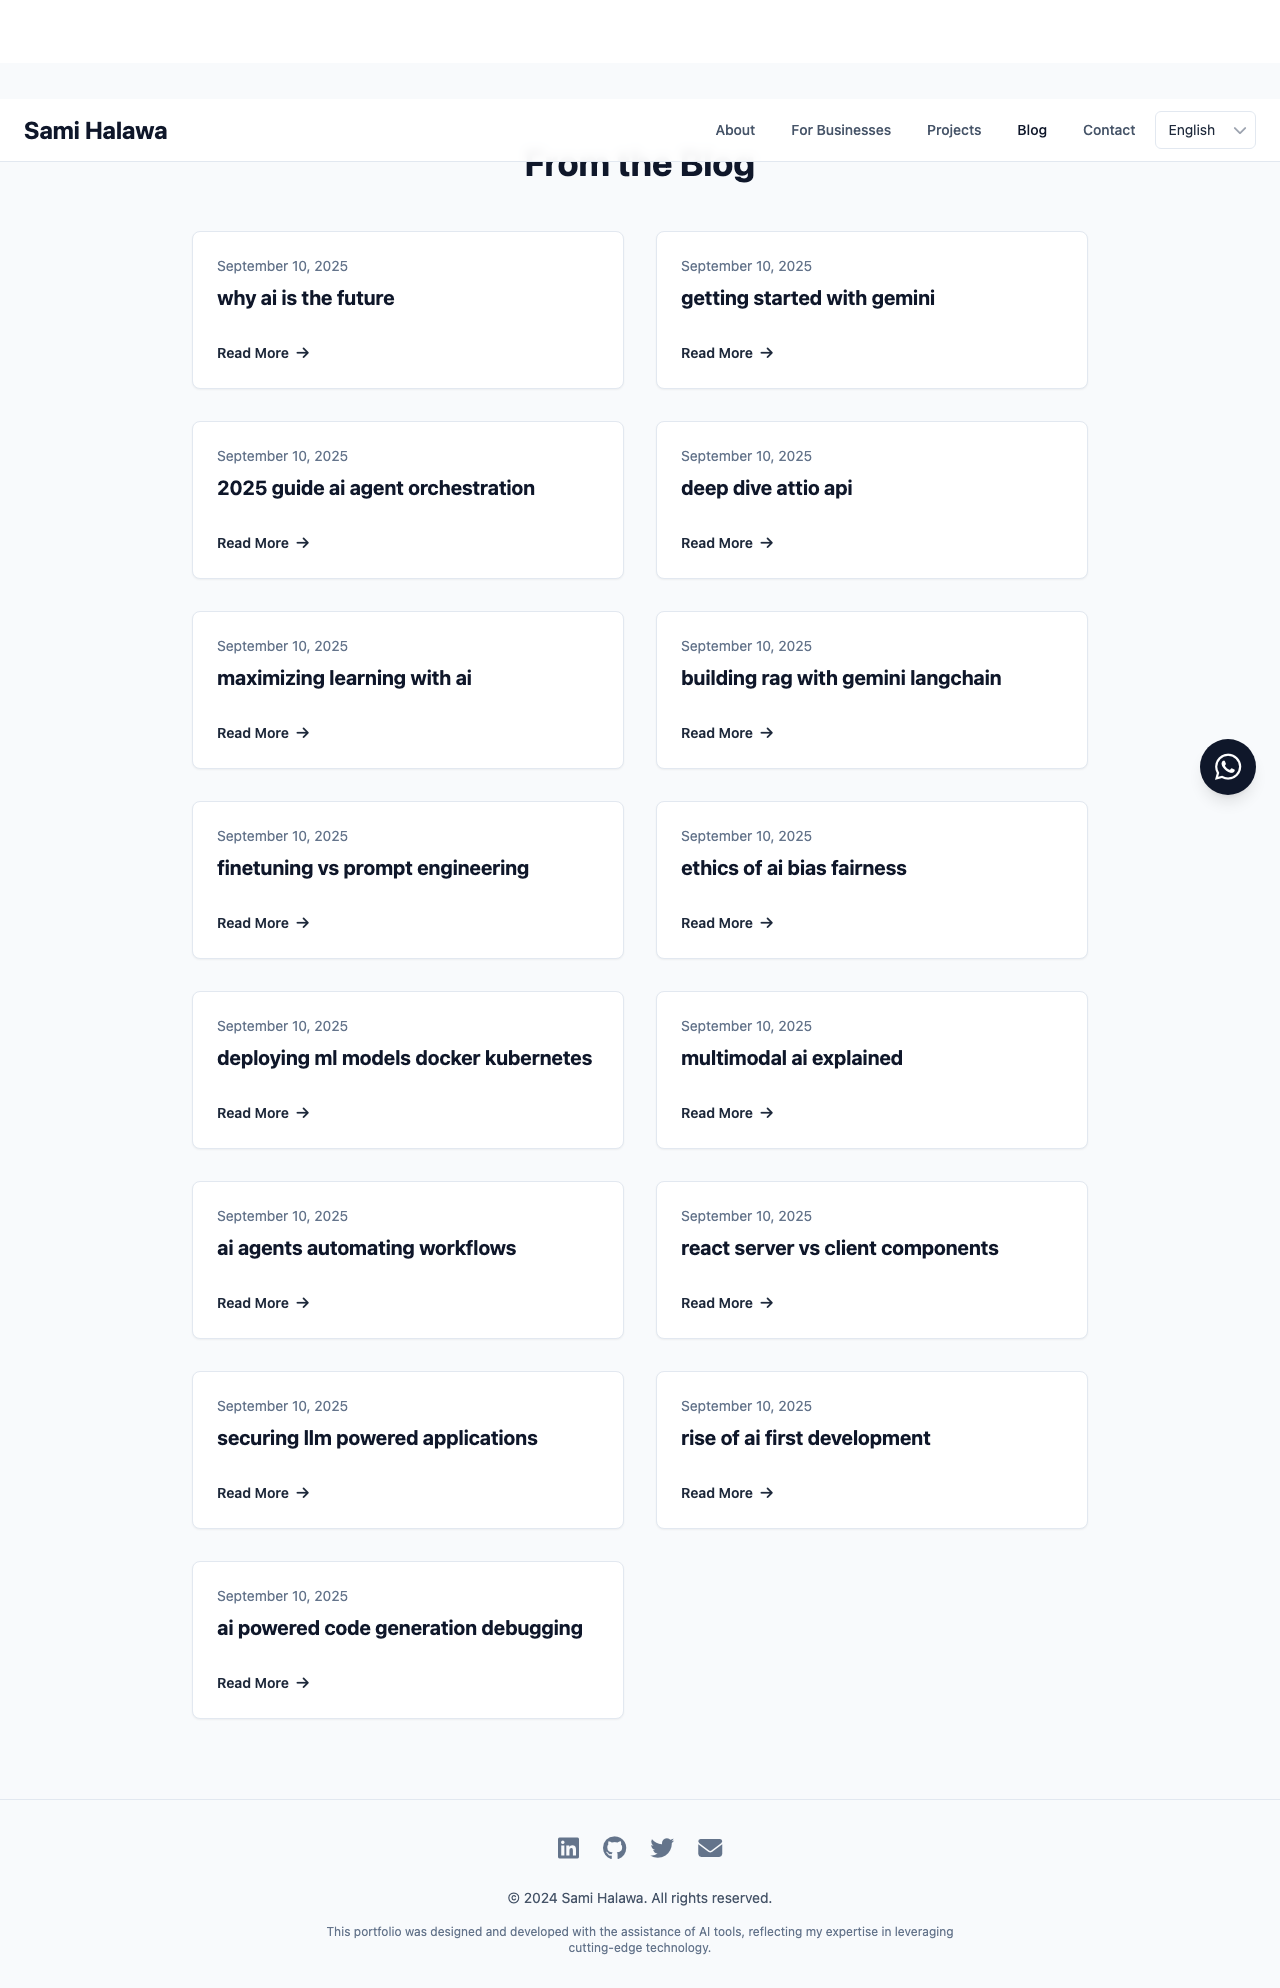 Sami Halawa
About
For Businesses
Projects
Blog
Contact
English
From the Blog
September 10, 2025
why ai is the future
Read More
September 10, 2025
getting started with gemini
Read More
September 10, 2025
2025 guide ai agent orchestration
Read More
September 10, 2025
deep dive attio api
Read More
September 10, 2025
maximizing learning with ai
Read More
September 10, 2025
building rag with gemini langchain
Read More
September 10, 2025
finetuning vs prompt engineering
Read More
September 10, 2025
ethics of ai bias fairness
Read More
September 10, 2025
deploying ml models docker kubernetes
Read More
September 10, 2025
multimodal ai explained
Read More
September 10, 2025
ai agents automating workflows
Read More
September 10, 2025
react server vs client components
Read More
September 10, 2025
securing llm powered applications
Read More
September 10, 2025
rise of ai first development
Read More
September 10, 2025
ai powered code generation debugging
Read More
© 2024 Sami Halawa. All rights reserved.
This portfolio was designed and developed with the assistance of AI tools, reflecting my expertise in leveraging
cutting-edge technology.